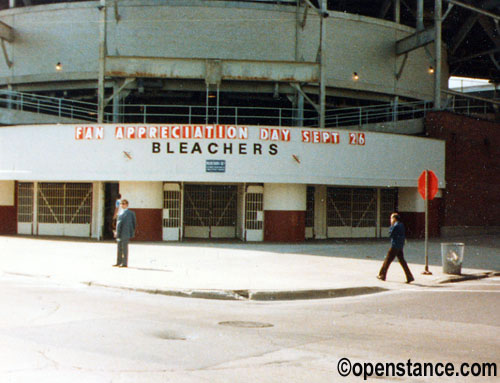 FAN APPRECIATION DAY SEPT 26
BLEACHERS
©openstance.com